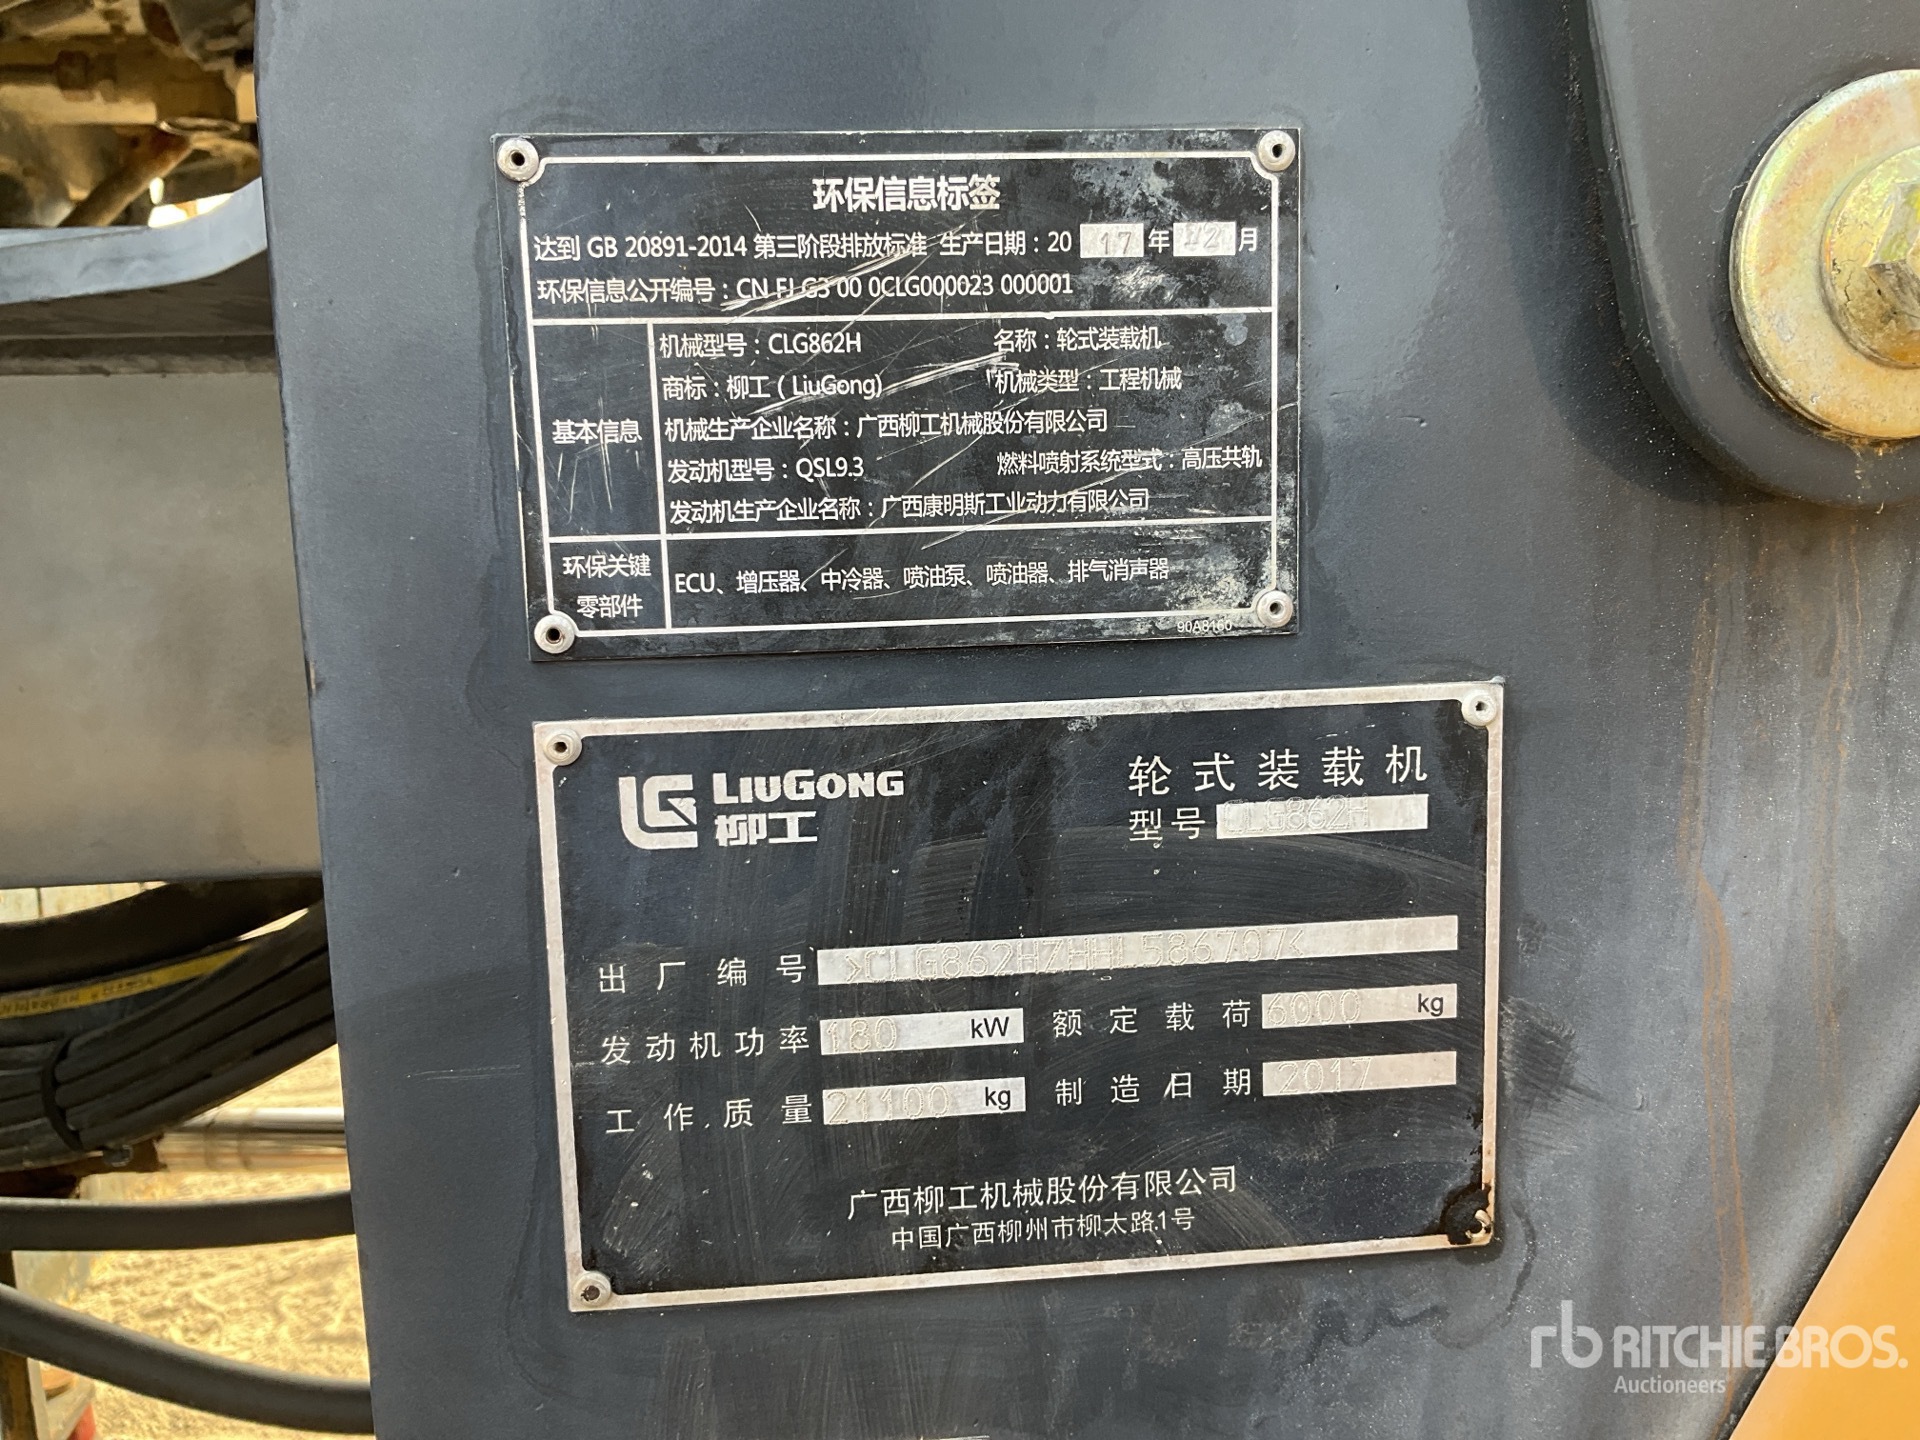 环保信息标签
达到 GB 20891-2014 第三阶段排放标准 生产日期：20 17 年 12 月
环保信息公开编号：CN FJ G3 00 0CLG000023 000001
基本信息
机械型号：CLG862H 名称：轮式装载机
商标：柳工（LiuGong） 机械类型：工程机械
机械生产企业名称：广西柳工机械股份有限公司
发动机型号：QSL9.3 燃料喷射系统型式：高压共轨
发动机生产企业名称：广西康明斯工业动力有限公司
环保关键
零部件
ECU、增压器、中冷器、喷油泵、喷油器、排气消声器
90A8160
LG LIUGONG
柳工
轮式装载机
型号 CLG862H
出厂编号 >CLG862HZHHL586707<
发动机功率 180 kW 额定载荷 6000 kg
工作质量 21100 kg 制造日期 2017
广西柳工机械股份有限公司
中国广西柳州市柳太路1号
rb RITCHIE BROS.
Auctioneers